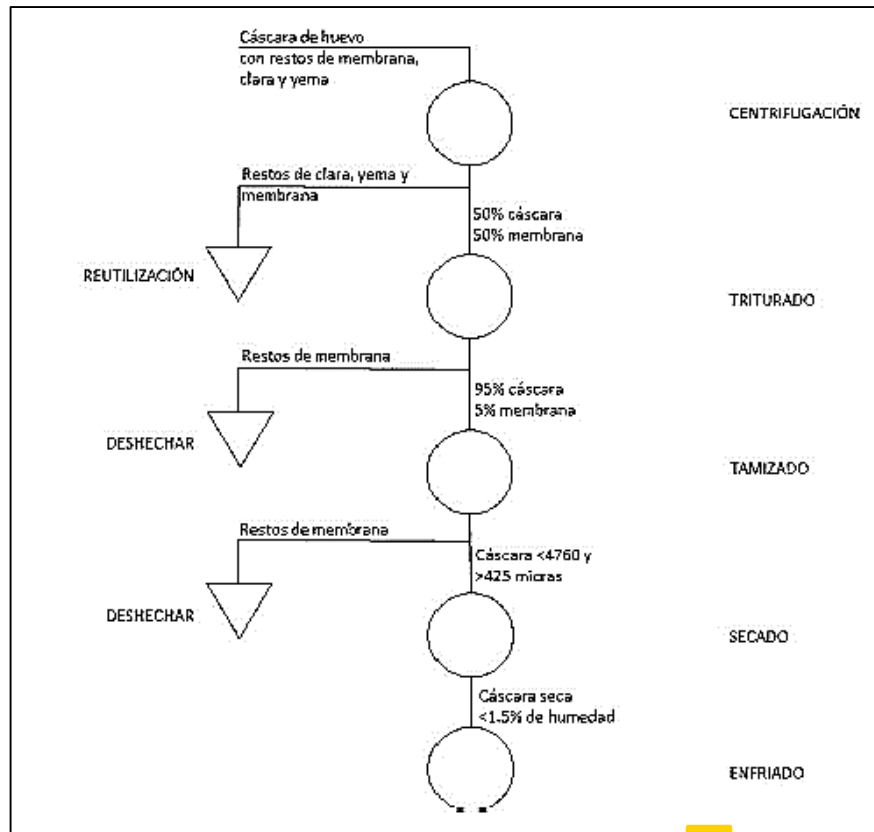 Cáscara de huevo
con restos de membrana,
clara y yema
CENTRIFUGACIÓN
Restos de clara, yema y
membrana
50% cáscara
50% membrana
REUTILIZACIÓN
TRITURADO
Restos de membrana
95% cáscara
5% membrana
DESHECHAR
TAMIZADO
Restos de membrana
Cáscara <4760 y
>425 micras
DESHECHAR
SECADO
Cáscara seca
<1.5% de humedad
ENFRIADO